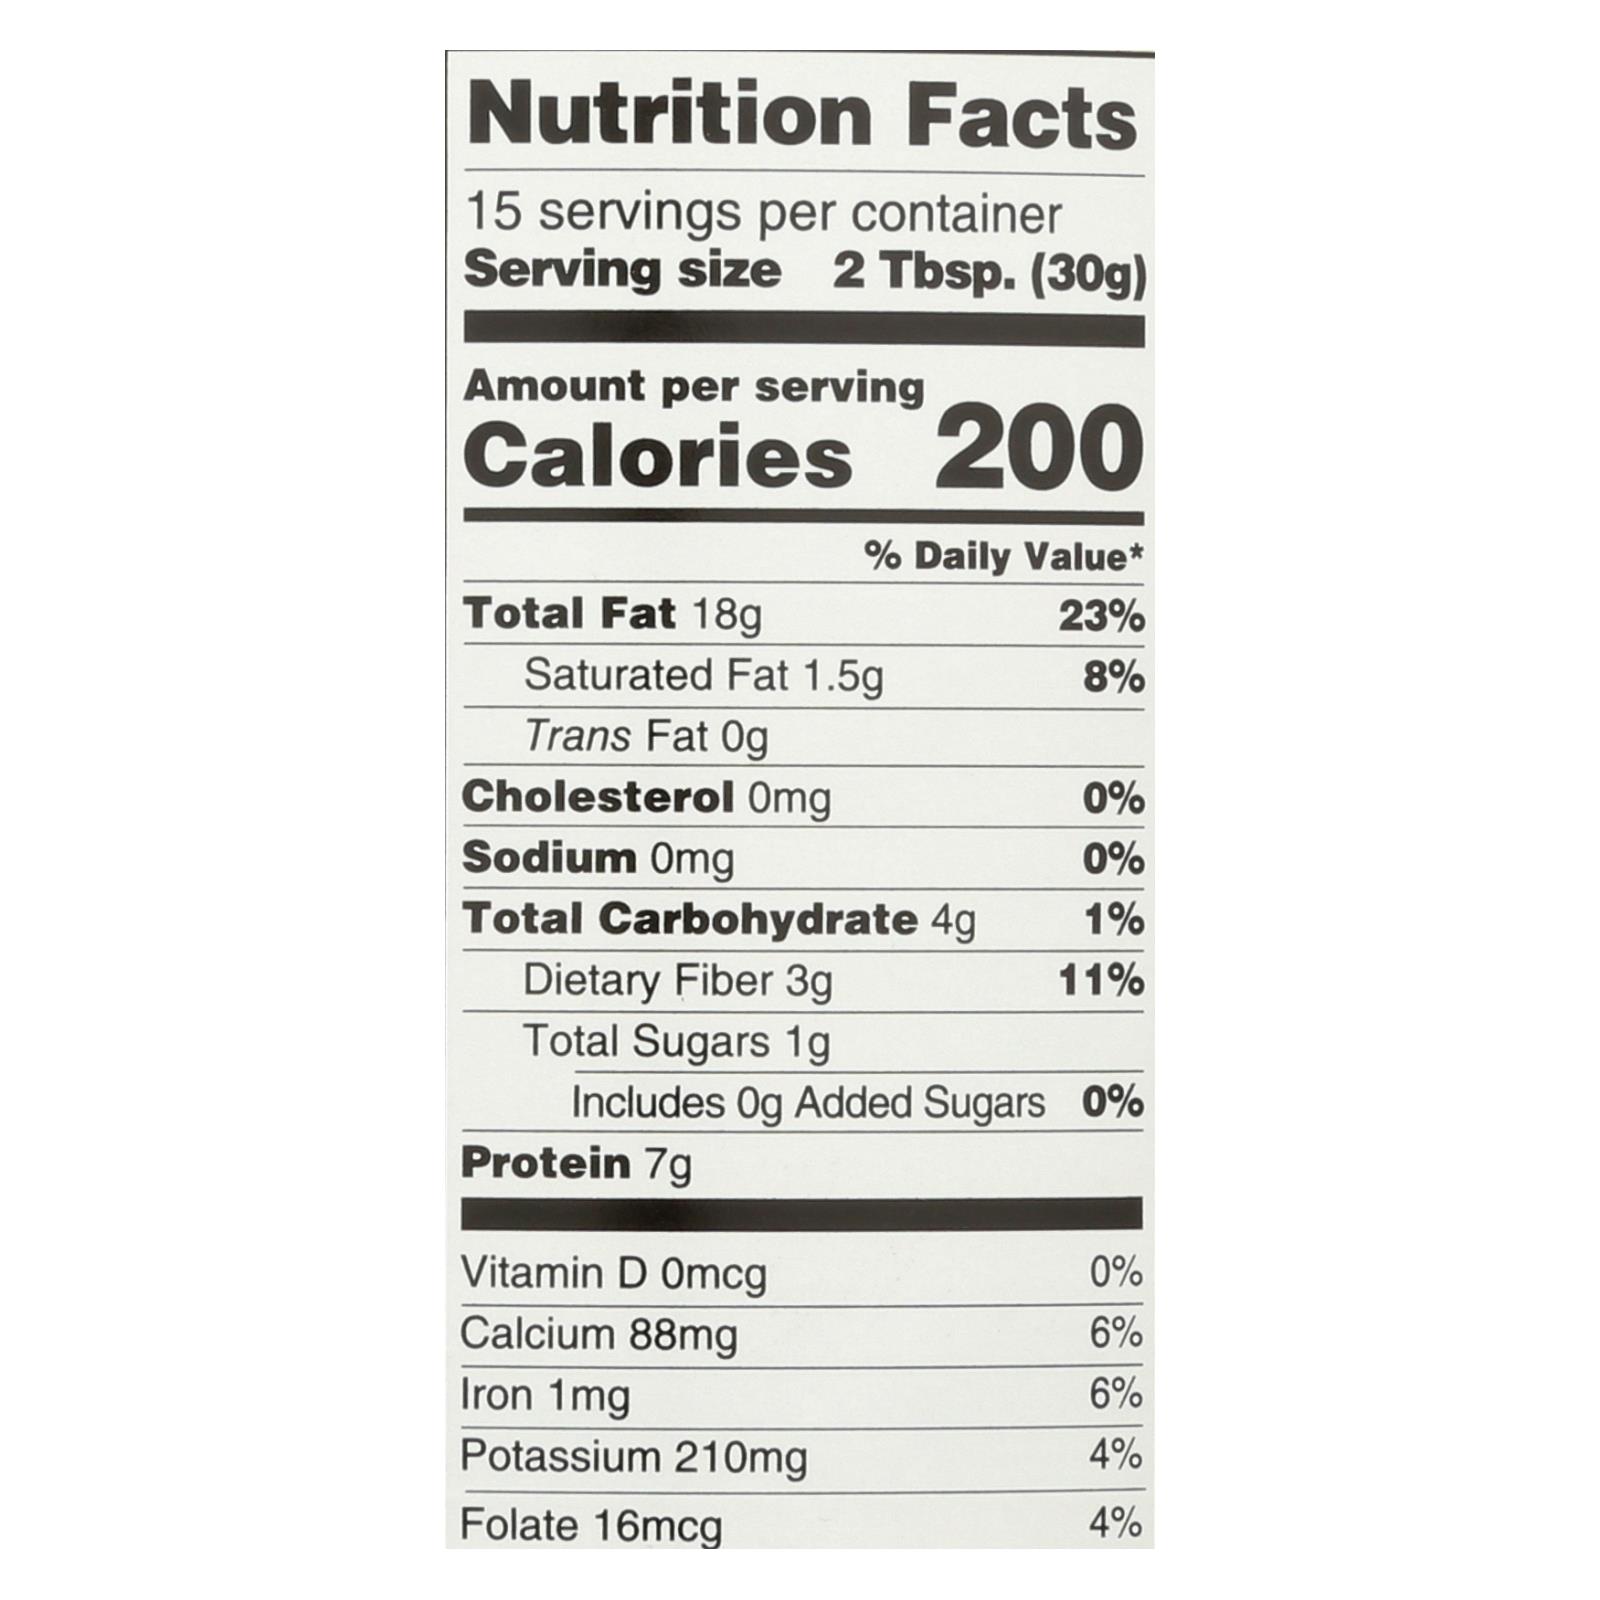 Nutrition Facts
15 servings per container
Serving size 2 Tbsp. (30g)
Amount per serving
Calories 200
% Daily Value*
Total Fat 18g 23%
Saturated Fat 1.5g 8%
Trans Fat 0g
Cholesterol 0mg 0%
Sodium 0mg 0%
Total Carbohydrate 4g 1%
Dietary Fiber 3g 11%
Total Sugars 1g
Includes 0g Added Sugars 0%
Protein 7g
Vitamin D 0mcg 0%
Calcium 88mg 6%
Iron 1mg 6%
Potassium 210mg 4%
Folate 16mcg 4%